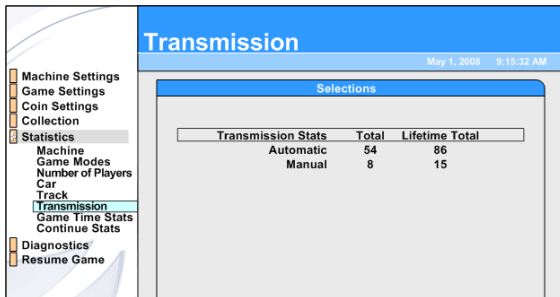 Transmission
May 1, 2008 9:15:32 AM
Machine Settings
Game Settings
Coin Settings
Collection
Statistics
Machine
Game Modes
Number of Players
Car
Track
Transmission
Game Time Stats
Continue Stats
Diagnostics
Resume Game
Selections
Transmission Stats Total Lifetime Total
Automatic 54 86
Manual 8 15